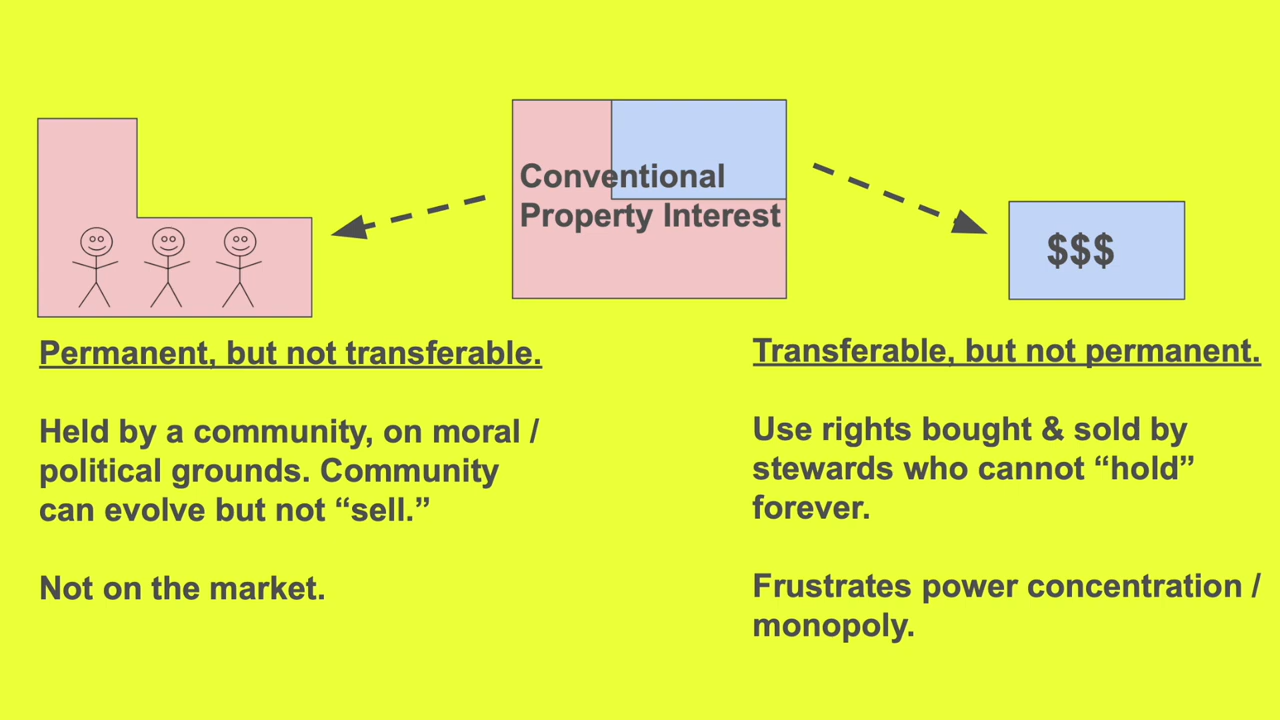 Conventional
Property Interest
$$$
Permanent, but not transferable.
Held by a community, on moral /
political grounds. Community
can evolve but not “sell.”
Not on the market.
Transferable, but not permanent.
Use rights bought & sold by
stewards who cannot “hold”
forever.
Frustrates power concentration /
monopoly.